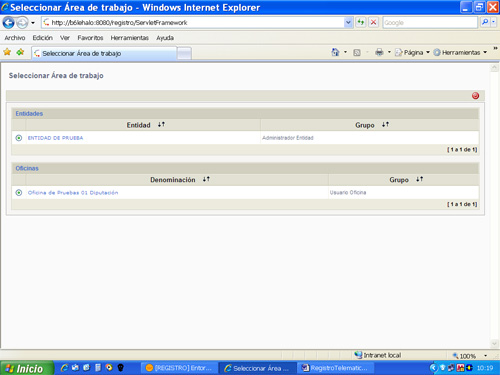 Seleccionar Área de trabajo - Windows Internet Explorer
http://b6lehalo:8080/registro/ServletFramework
Google
Archivo Edición Ver Favoritos Herramientas Ayuda
Seleccionar Área de trabajo
Página Herramientas
Seleccionar Área de trabajo
Entidades
Entidad Grupo
ENTIDAD DE PRUEBA Administrador Entidad
[ 1 a 1 de 1]
Oficinas
Denominación Grupo
Oficina de Pruebas 01 Diputación Usuario Oficina
[ 1 a 1 de 1]
Intranet local 100%
Inicio [REGISTRO] Entor... Seleccionar Área ... RegistroTelematic... 10:19